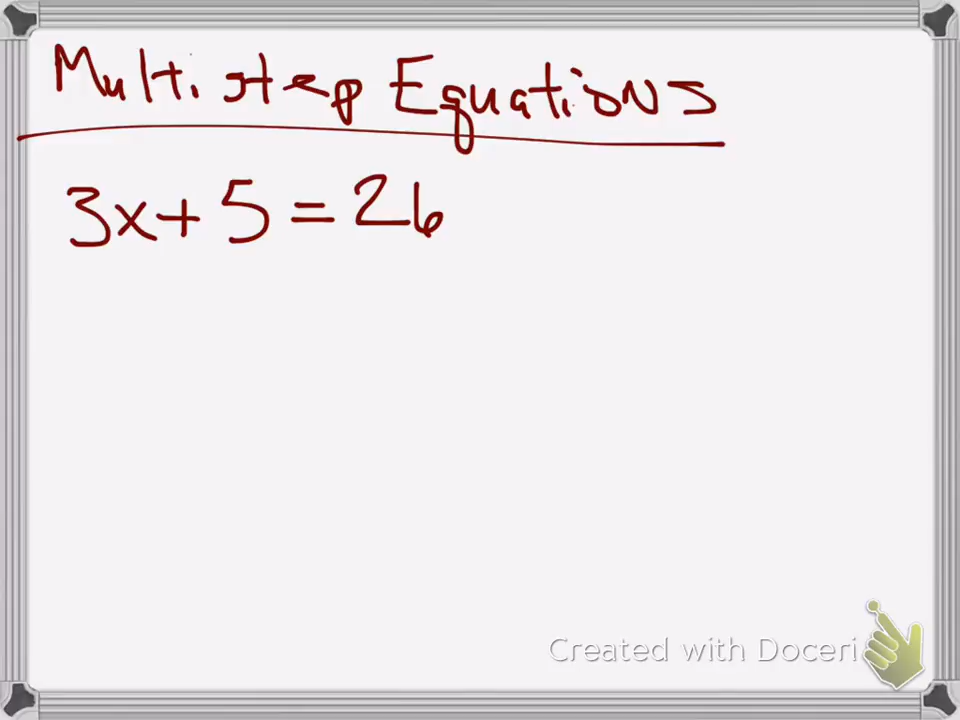 Multi step Equations
3x + 5 = 26
Created with Doceri